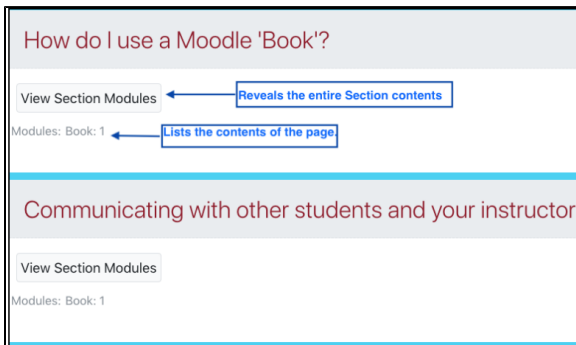 How do I use a Moodle 'Book'?
View Section Modules
Reveals the entire Section contents
Modules: Book: 1
Lists the contents of the page.
Communicating with other students and your instructor
View Section Modules
Modules: Book: 1